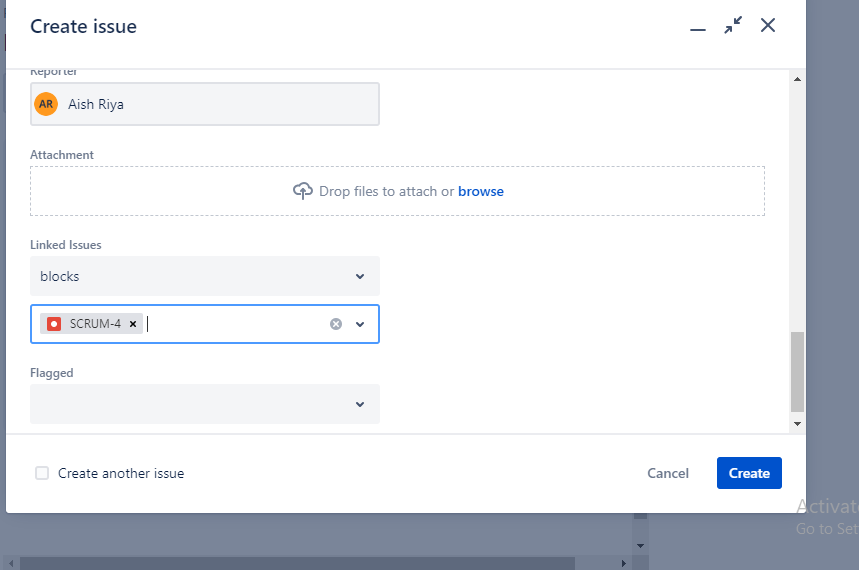 Create issue
Reporter
AR Aish Riya
Attachment
Drop files to attach or browse
Linked Issues
blocks
SCRUM-4
Flagged
Create another issue
Cancel
Create
Activat
Go to Set